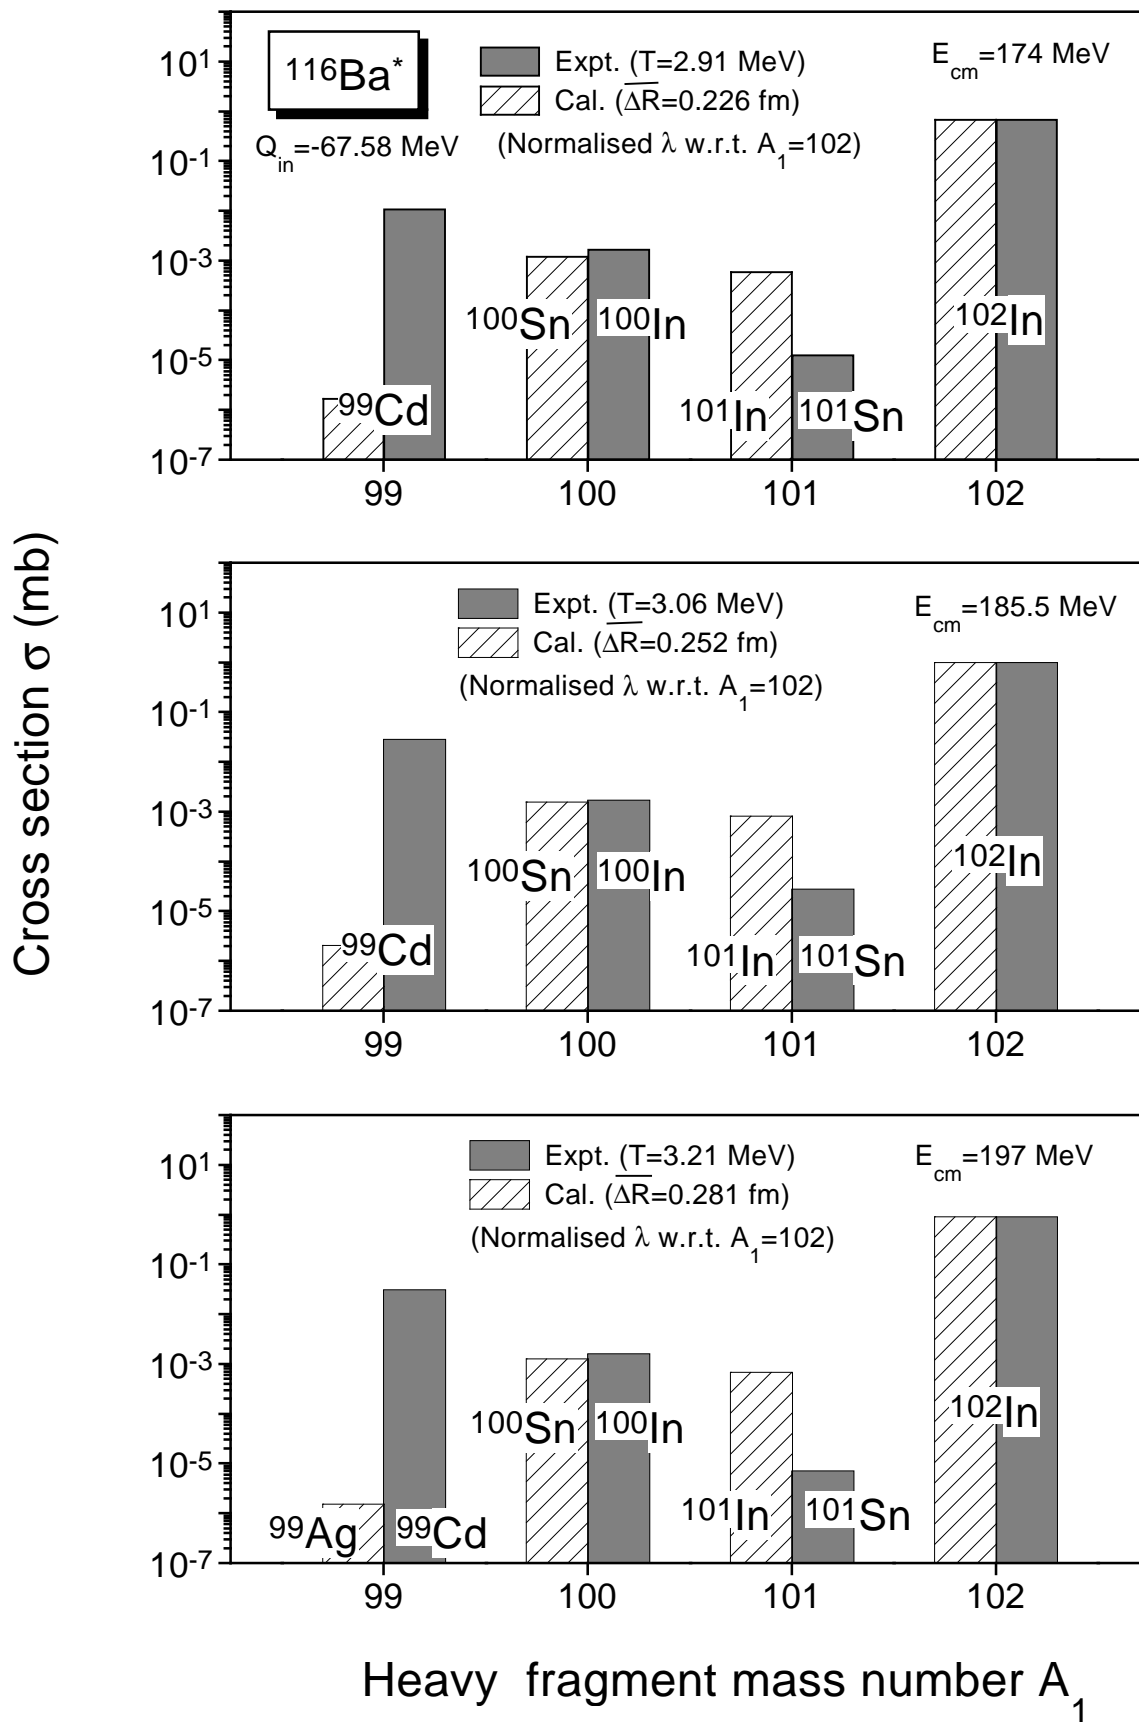 Cross section σ (mb)
¹¹⁶Ba*
Expt. (T=2.91 MeV)
E_cm=174 MeV
Cal. (ΔR̅=0.226 fm)
Q_in=-67.58 MeV
(Normalised λ w.r.t. A₁=102)
10¹
10⁻¹
10⁻³
10⁻⁵
10⁻⁷
⁹⁹Cd
¹⁰⁰Sn
¹⁰⁰In
¹⁰¹In
¹⁰¹Sn
¹⁰²In
99 100 101 102
Expt. (T=3.06 MeV)
E_cm=185.5 MeV
Cal. (ΔR̅=0.252 fm)
(Normalised λ w.r.t. A₁=102)
10¹
10⁻¹
10⁻³
10⁻⁵
10⁻⁷
⁹⁹Cd
¹⁰⁰Sn
¹⁰⁰In
¹⁰¹In
¹⁰¹Sn
¹⁰²In
99 100 101 102
Expt. (T=3.21 MeV)
E_cm=197 MeV
Cal. (ΔR̅=0.281 fm)
(Normalised λ w.r.t. A₁=102)
10¹
10⁻¹
10⁻³
10⁻⁵
10⁻⁷
⁹⁹Ag
⁹⁹Cd
¹⁰⁰Sn
¹⁰⁰In
¹⁰¹In
¹⁰¹Sn
¹⁰²In
99 100 101 102
Heavy fragment mass number A₁